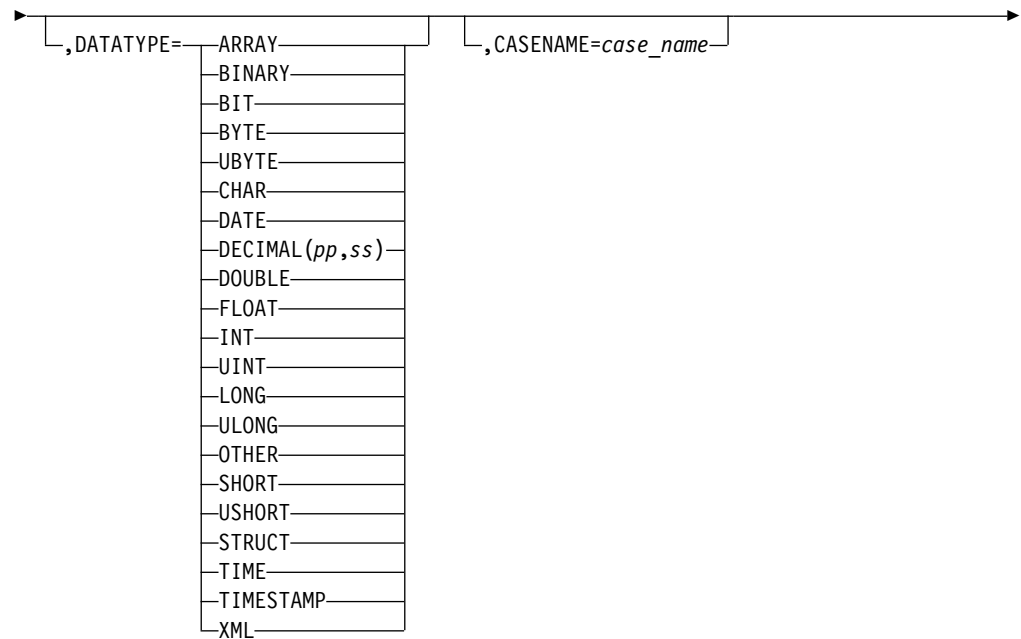 ,DATATYPE= ARRAY ,CASENAME=case_name
BINARY
BIT
BYTE
UBYTE
CHAR
DATE
DECIMAL(pp,ss)
DOUBLE
FLOAT
INT
UINT
LONG
ULONG
OTHER
SHORT
USHORT
STRUCT
TIME
TIMESTAMP
XML